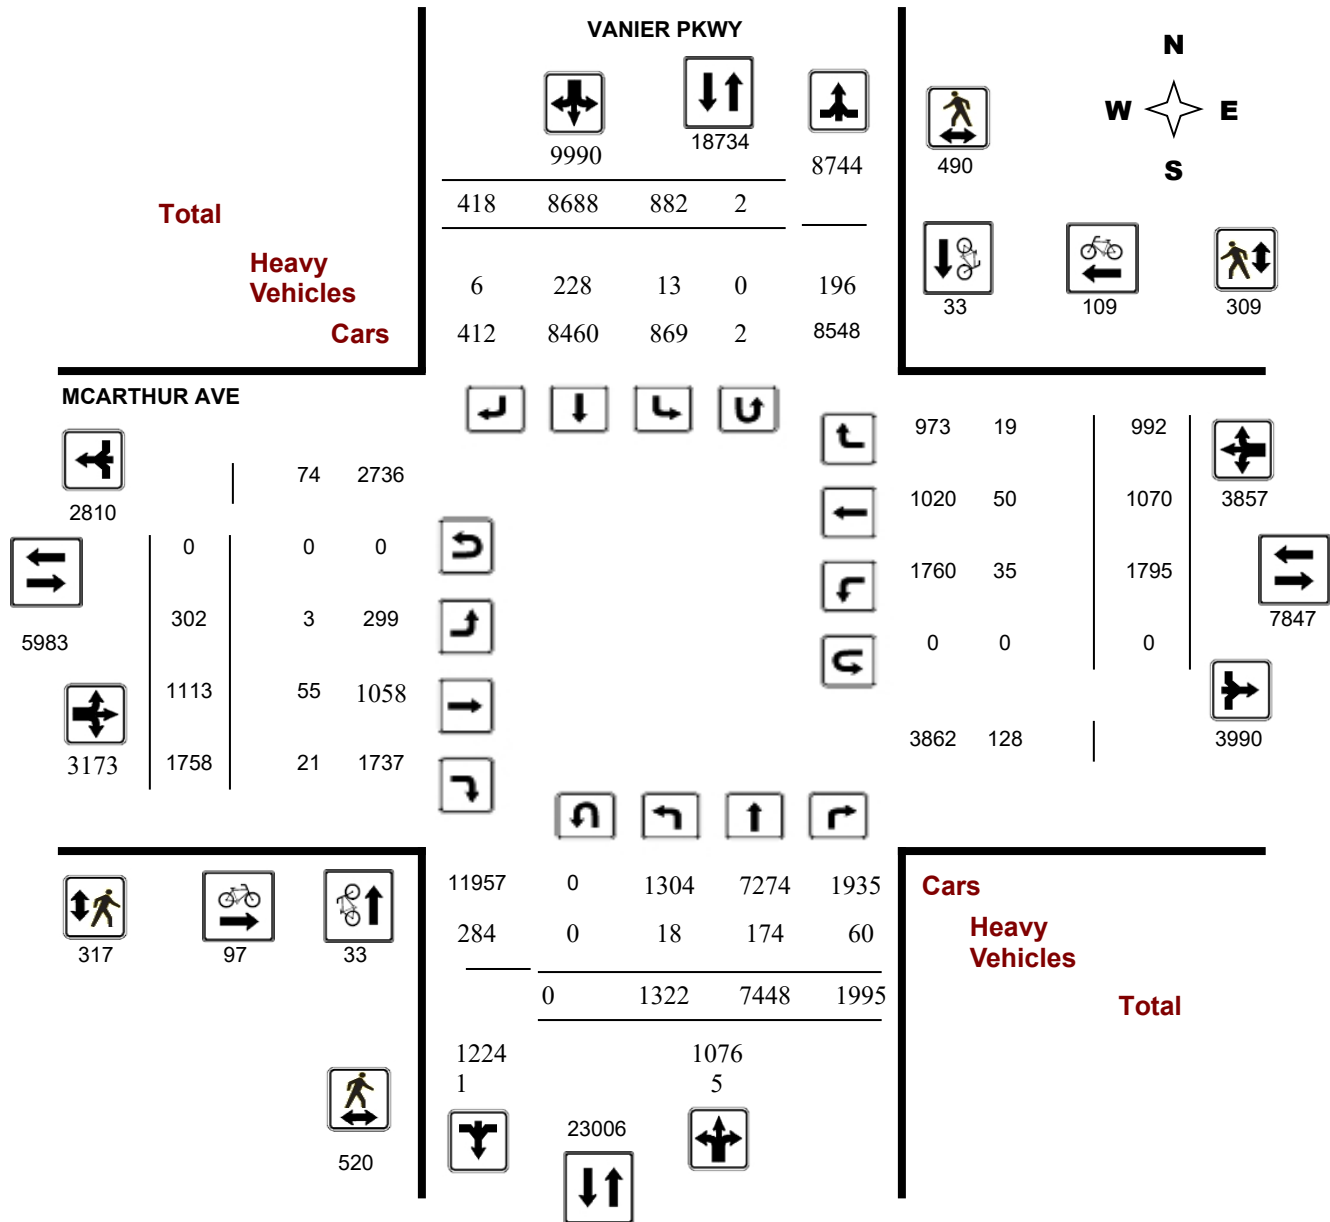 VANIER PKWY
N
W E
S
9990 18734 8744 490
418 8688 882 2
Total
Heavy
Vehicles
6 228 13 0 196
33 109 309
Cars
412 8460 869 2 8548
MCARTHUR AVE
973 19 992
74 2736
2810
1020 50 1070 3857
0 0 0
1760 35 1795
302 3 299
7847
5983
0 0 0
1113 55 1058
3862 128 3990
3173 1758 21 1737
11957 0 1304 7274 1935
Cars
284 0 18 174 60
Heavy
Vehicles
317 97 33
0 1322 7448 1995
Total
1224 1076
1 5
23006
520